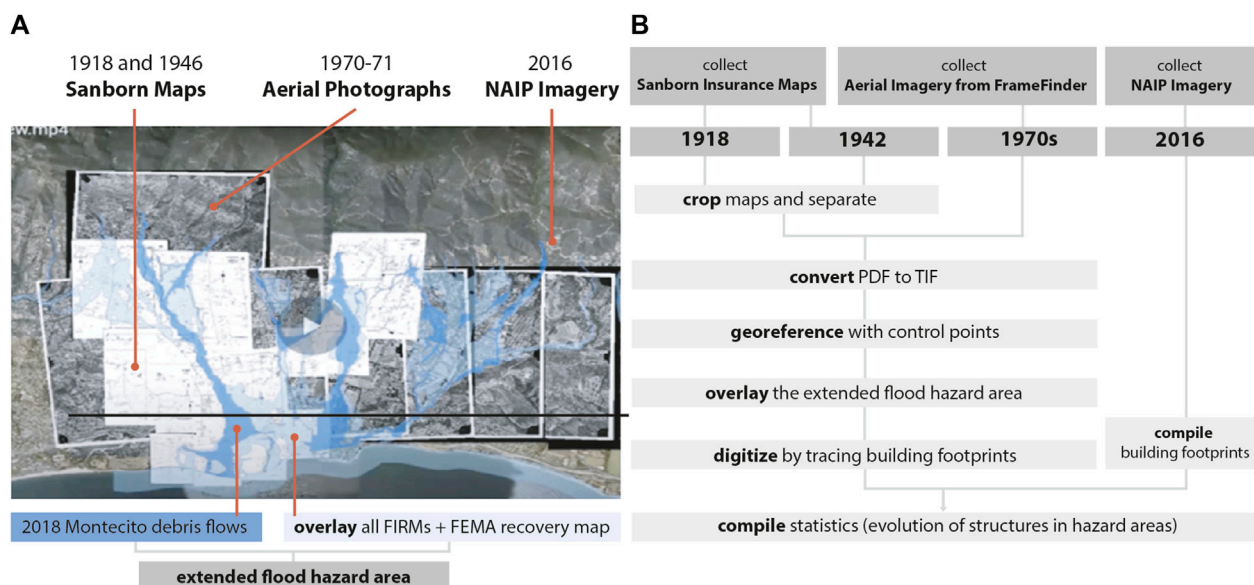 A
1918 and 1946
Sanborn Maps
1970-71
Aerial Photographs
2016
NAIP Imagery
ew.mp4
2018 Montecito debris flows
overlay all FIRMs + FEMA recovery map
extended flood hazard area
B
collect
Sanborn Insurance Maps
collect
Aerial Imagery from FrameFinder
collect
NAIP Imagery
1918
1942
1970s
2016
crop maps and separate
convert PDF to TIF
georeference with control points
overlay the extended flood hazard area
digitize by tracing building footprints
compile
building footprints
compile statistics (evolution of structures in hazard areas)